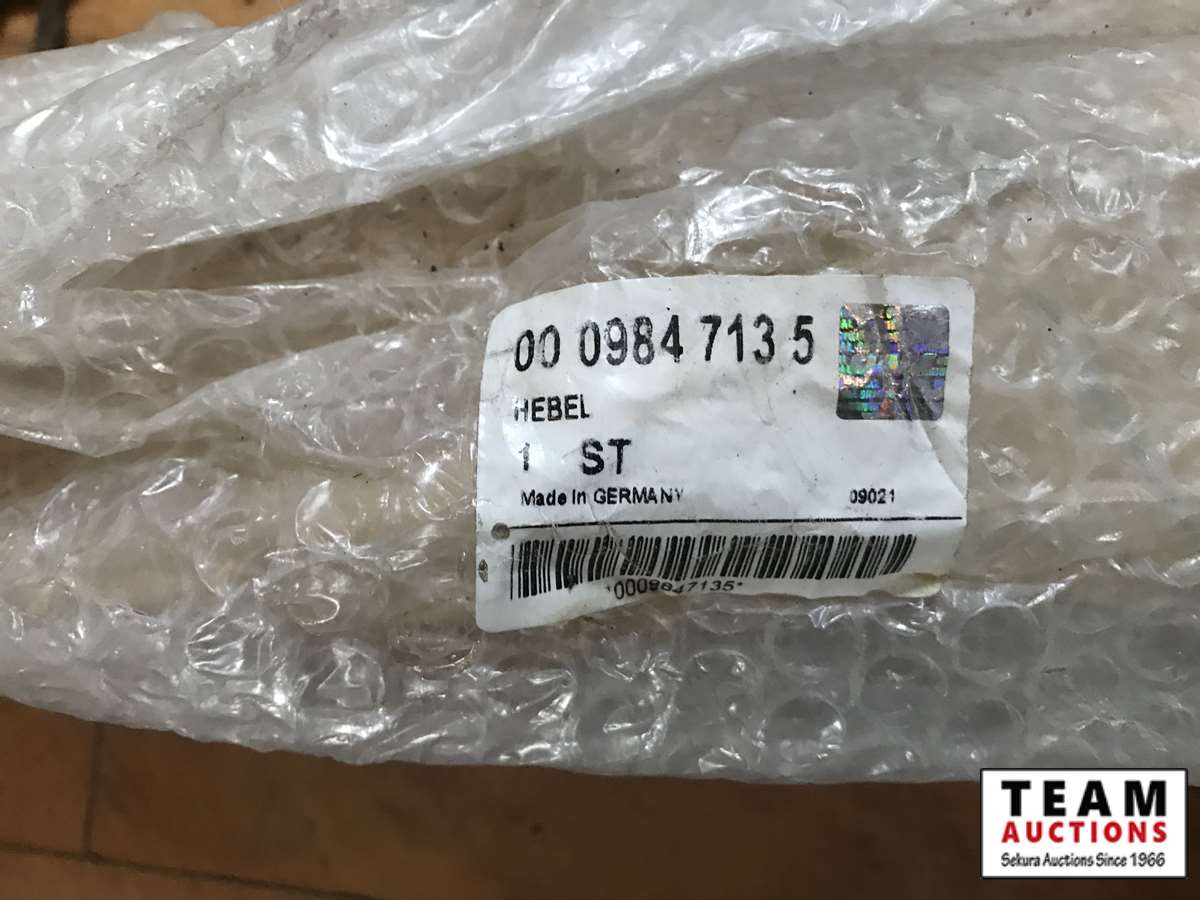 00 0984 713 5
HEBEL
1 ST
Made In GERMANY 09021
*0009847135*
TEAM
AUCTIONS
Sekura Auctions Since 1966